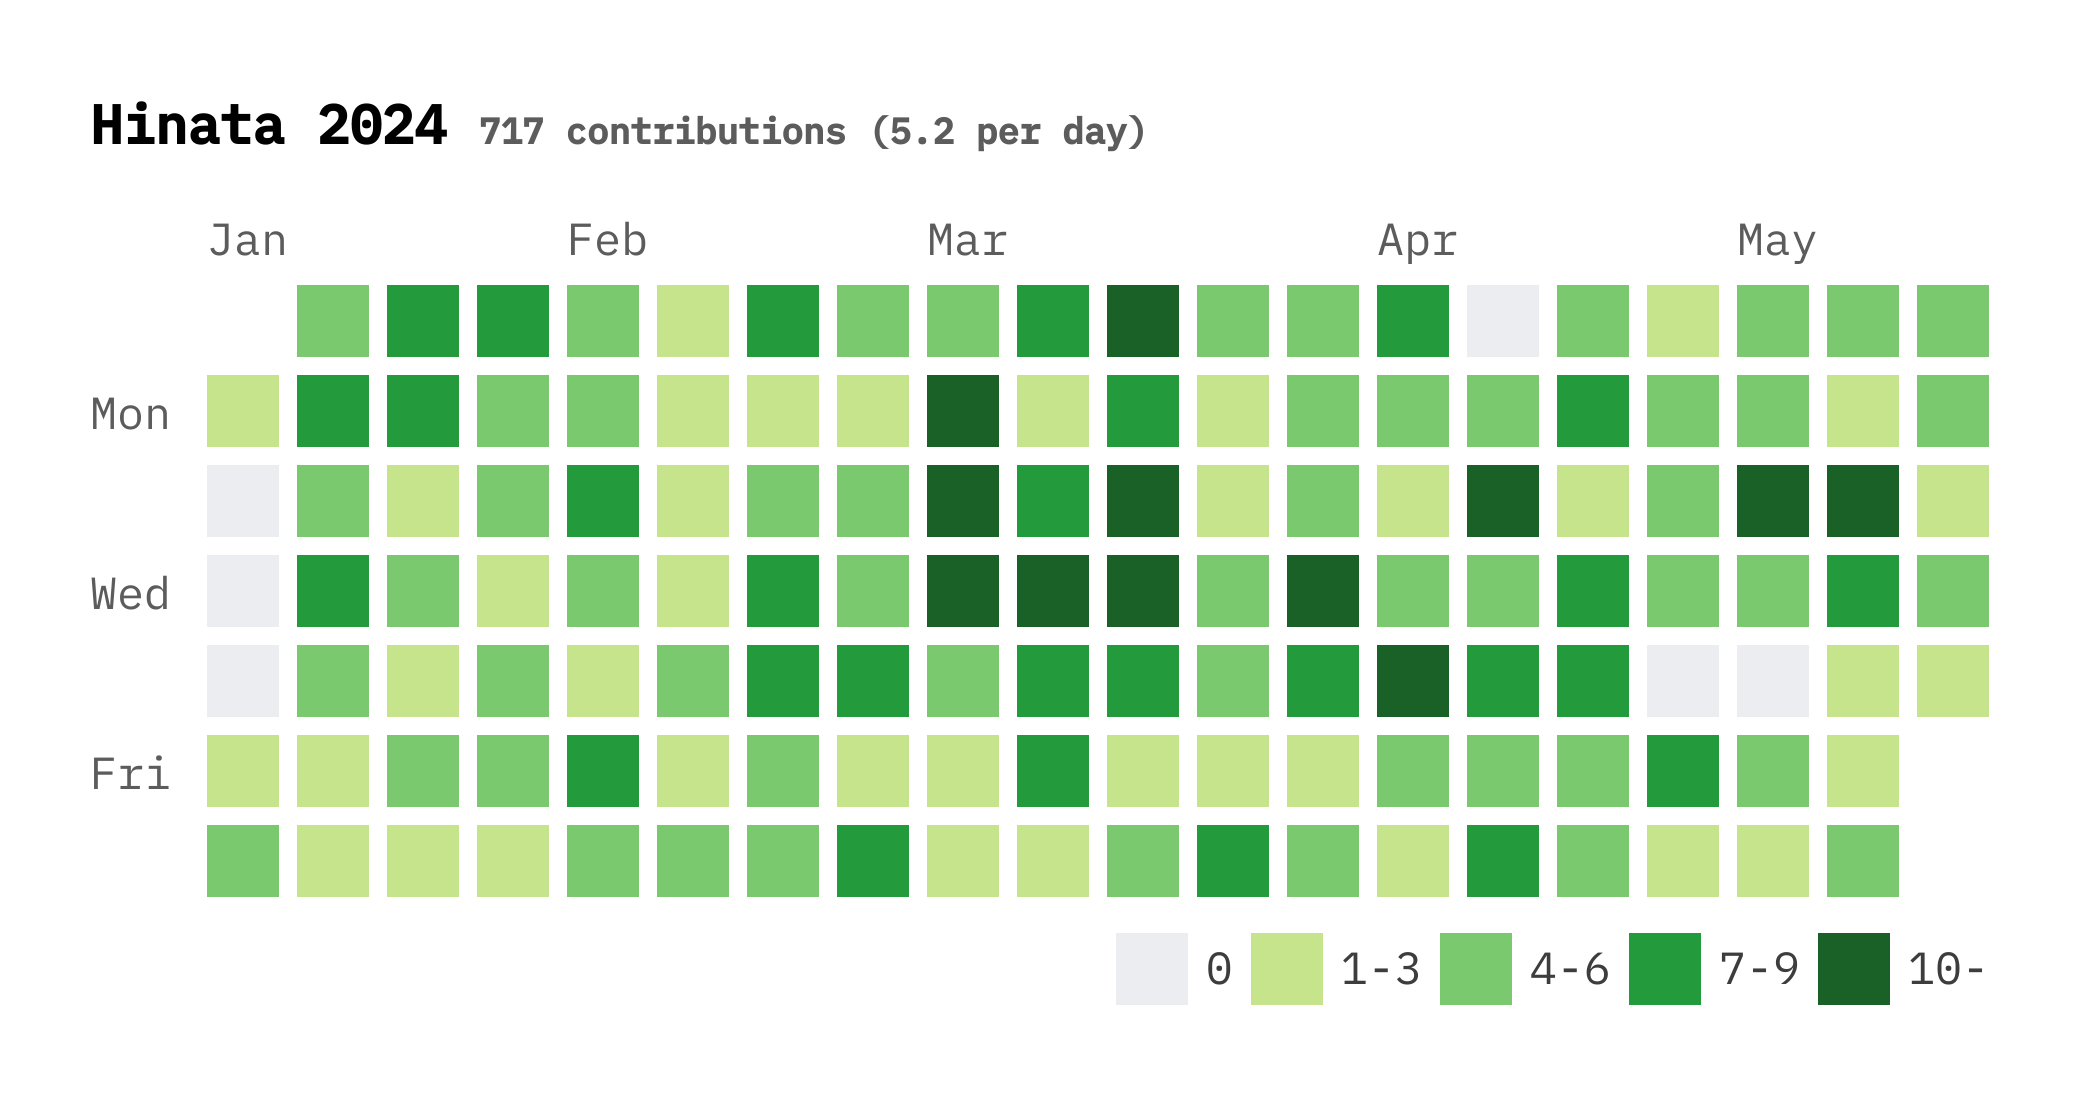 Hinata 2024 717 contributions (5.2 per day)
Jan Feb Mar Apr May
Mon
Wed
Fri
0 1-3 4-6 7-9 10-